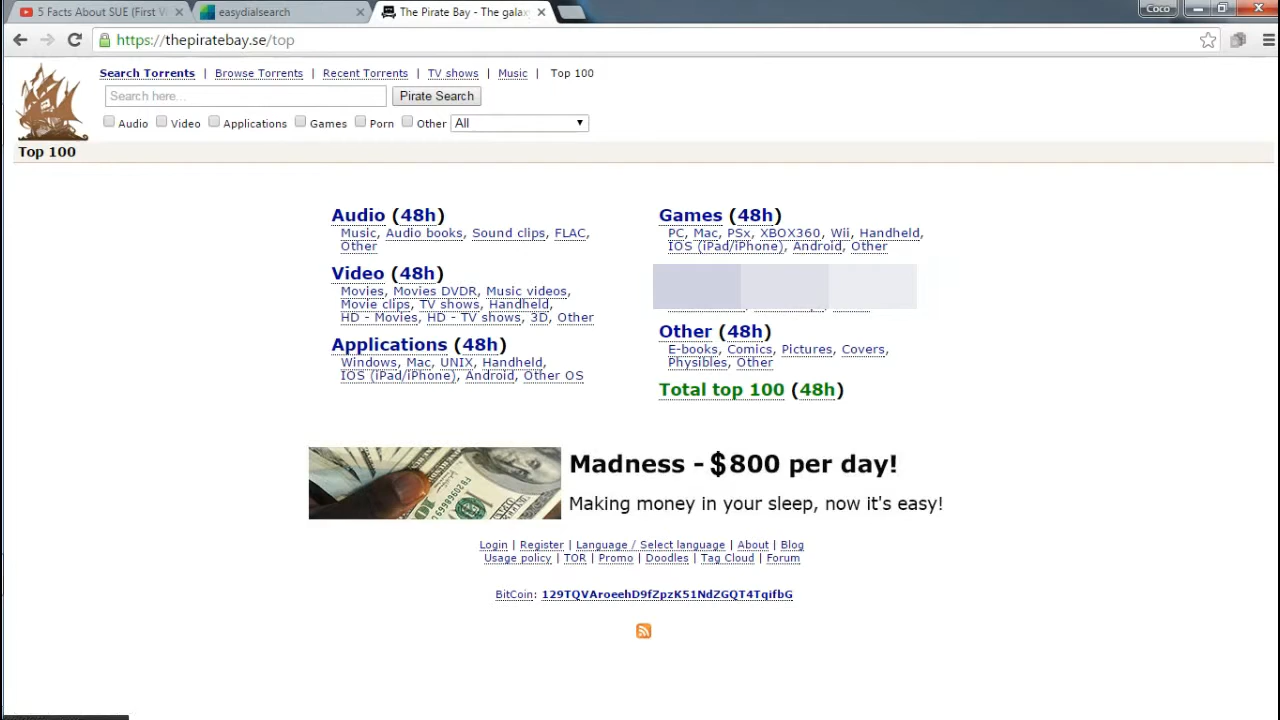 5 Facts About SUE (First V
easydialsearch
The Pirate Bay - The galax
Coco
https://thepiratebay.se/top
Search Torrents | Browse Torrents | Recent Torrents | TV shows | Music | Top 100
Search here... Pirate Search
Audio Video Applications Games Porn Other All
Top 100
Audio (48h)
Music, Audio books, Sound clips, FLAC,
Other
Video (48h)
Movies, Movies DVDR, Music videos,
Movie clips, TV shows, Handheld,
HD - Movies, HD - TV shows, 3D, Other
Applications (48h)
Windows, Mac, UNIX, Handheld,
IOS (iPad/iPhone), Android, Other OS
Games (48h)
PC, Mac, PSx, XBOX360, Wii, Handheld,
IOS (iPad/iPhone), Android, Other
Other (48h)
E-books, Comics, Pictures, Covers,
Physibles, Other
Total top 100 (48h)
Madness - $800 per day!
Making money in your sleep, now it's easy!
Login | Register | Language / Select language | About | Blog
Usage policy | TOR | Promo | Doodles | Tag Cloud | Forum
BitCoin: 129TQVAroeehD9fZpzK51NdZGQT4TqifbG